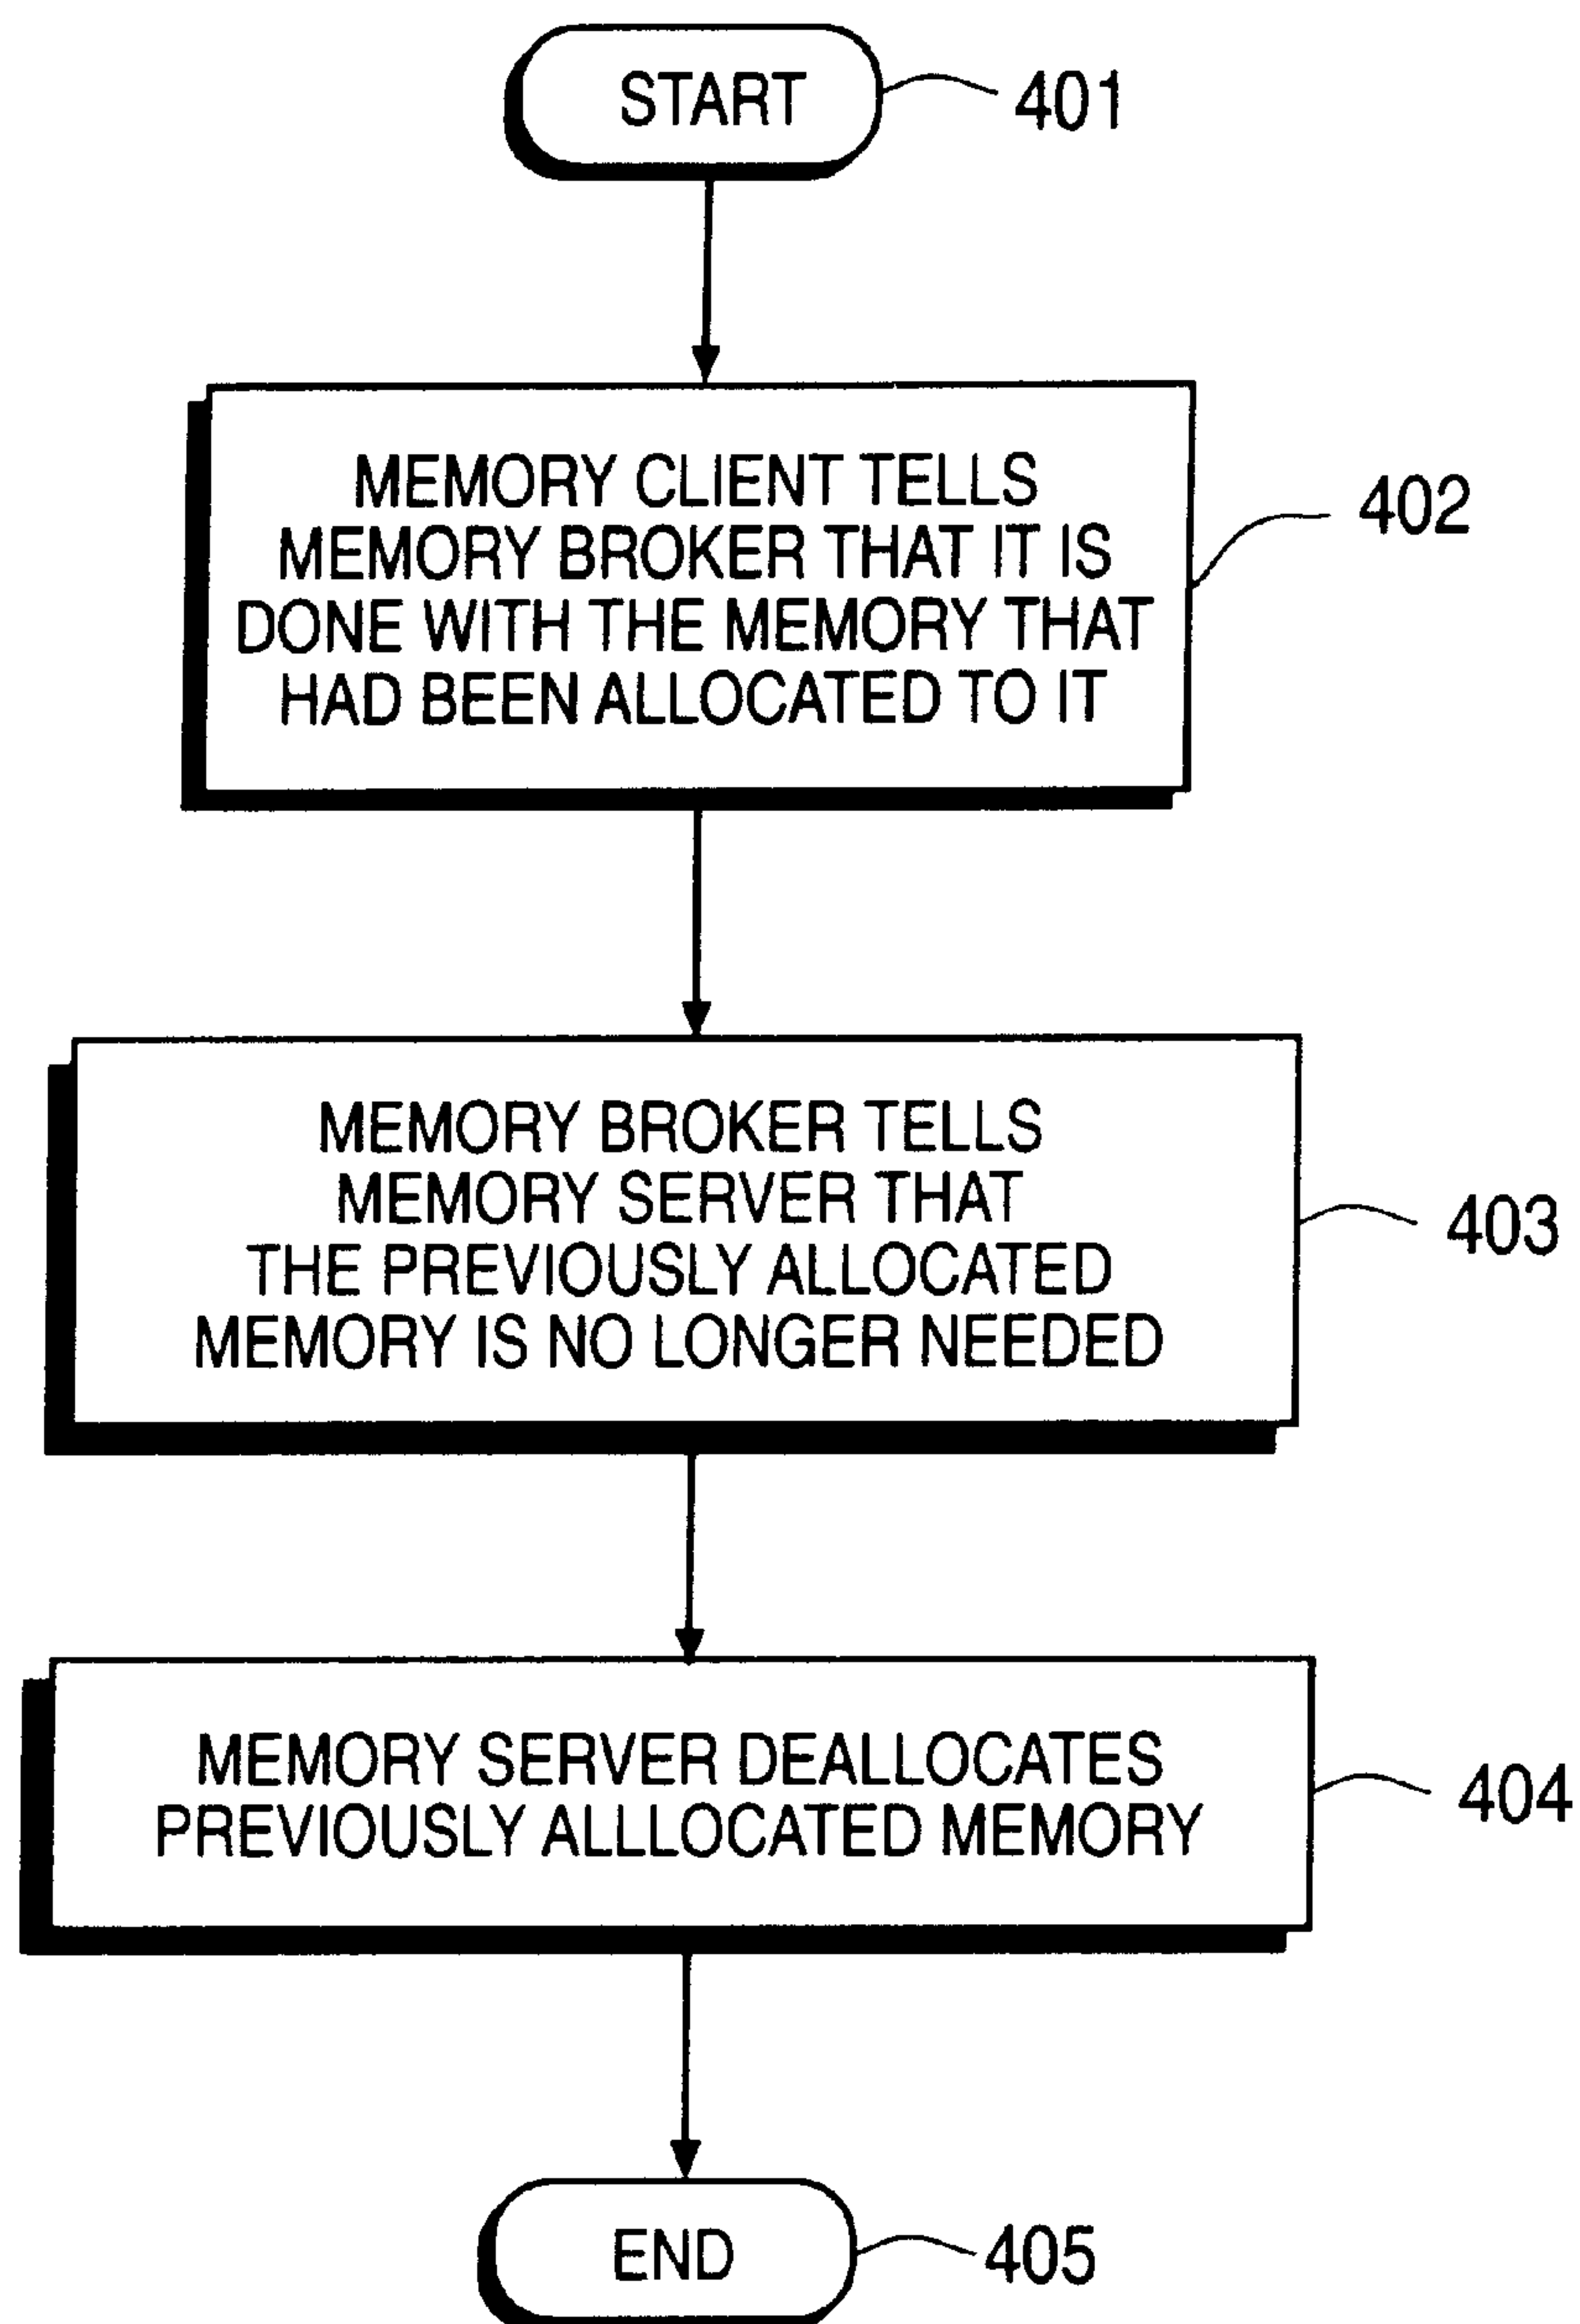 START
401
MEMORY CLIENT TELLS
MEMORY BROKER THAT IT IS
DONE WITH THE MEMORY THAT
HAD BEEN ALLOCATED TO IT
402
MEMORY BROKER TELLS
MEMORY SERVER THAT
THE PREVIOUSLY ALLOCATED
MEMORY IS NO LONGER NEEDED
403
MEMORY SERVER DEALLOCATES
PREVIOUSLY ALLLOCATED MEMORY
404
END
405